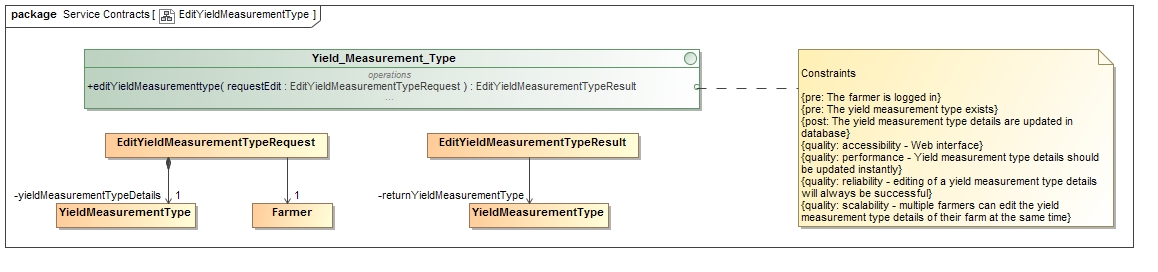 package Service Contracts [ EditYieldMeasurementType ]
Yield_Measurement_Type
operations
+editYieldMeasurementtype( requestEdit : EditYieldMeasurementTypeRequest ) : EditYieldMeasurementTypeResult
...
Constraints
{pre: The farmer is logged in}
{pre: The yield measurement type exists}
{post: The yield measurement type details are updated in
database}
{quality: accessibility - Web interface}
{quality: performance - Yield measurement type details should
be updated instantly}
{quality: reliability - editing of a yield measurement type details
will always be successful}
{quality: scalability - multiple farmers can edit the yield
measurement type details of their farm at the same time}
EditYieldMeasurementTypeRequest
EditYieldMeasurementTypeResult
-yieldMeasurementTypeDetails 1
1
-returnYieldMeasurementType
YieldMeasurementType
Farmer
YieldMeasurementType